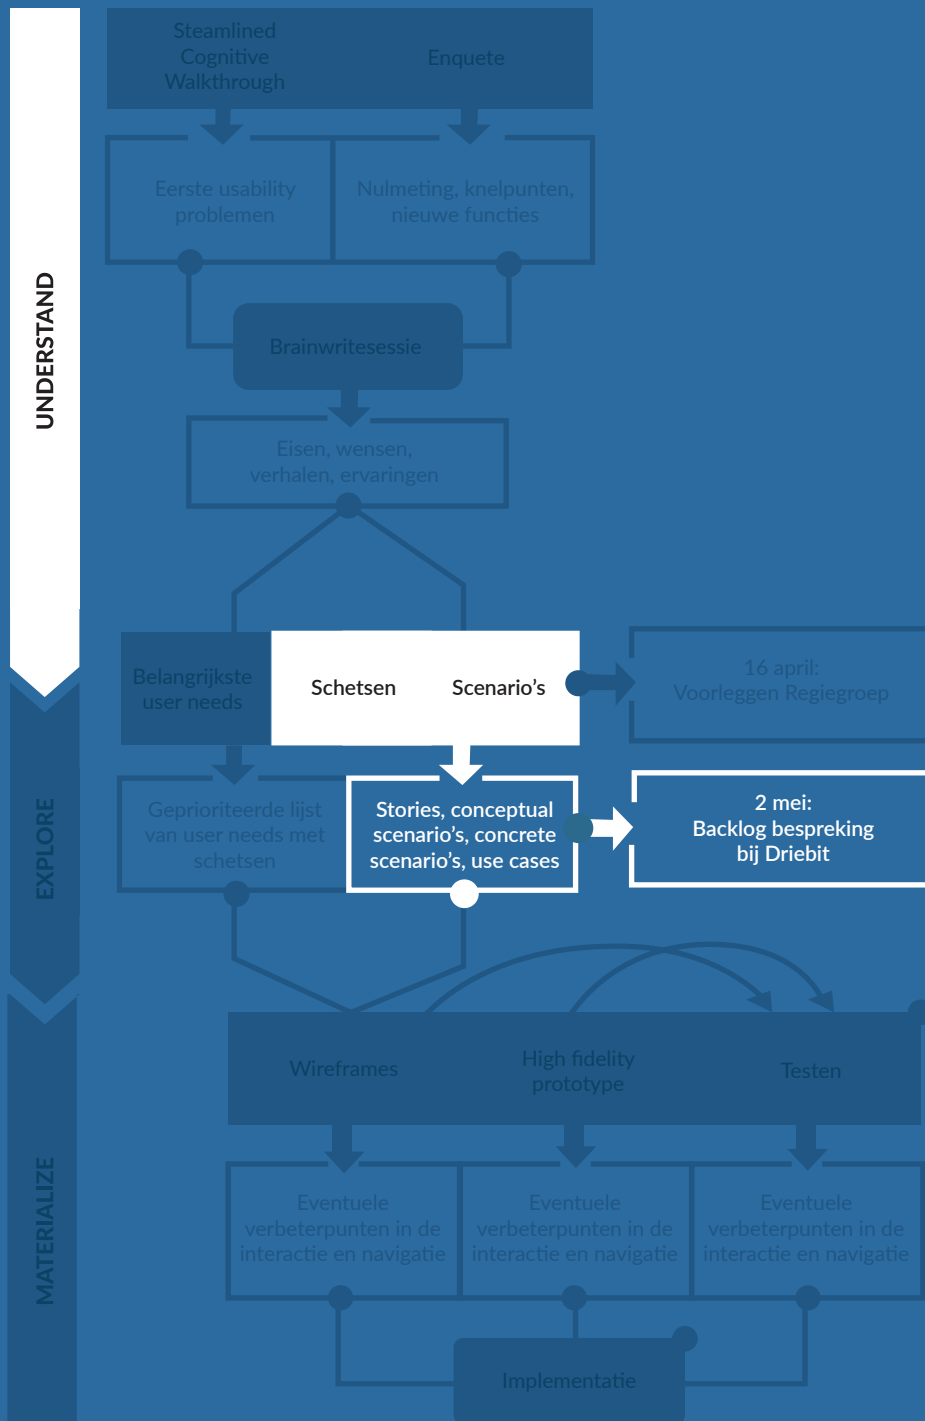 Steamlined
Cognitive
Walkthrough
Enquete
Eerste usability
problemen
Nulmeting, knelpunten,
nieuwe functies
UNDERSTAND
Brainwritesessie
Eisen, wensen,
verhalen, ervaringen
Belangrijkste
user needs
Schetsen
Scenario's
16 april:
Voorleggen Regiegroep
EXPLORE
Geprioriteerde lijst
van user needs met
schetsen
Stories, conceptual
scenario's, concrete
scenario's, use cases
2 mei:
Backlog bespreking
bij Driebit
MATERIALIZE
Wireframes
High fidelity
prototype
Testen
Eventuele
verbeterpunten in de
interactie en navigatie
Eventuele
verbeterpunten in de
interactie en navigatie
Eventuele
verbeterpunten in de
interactie en navigatie
Implementatie